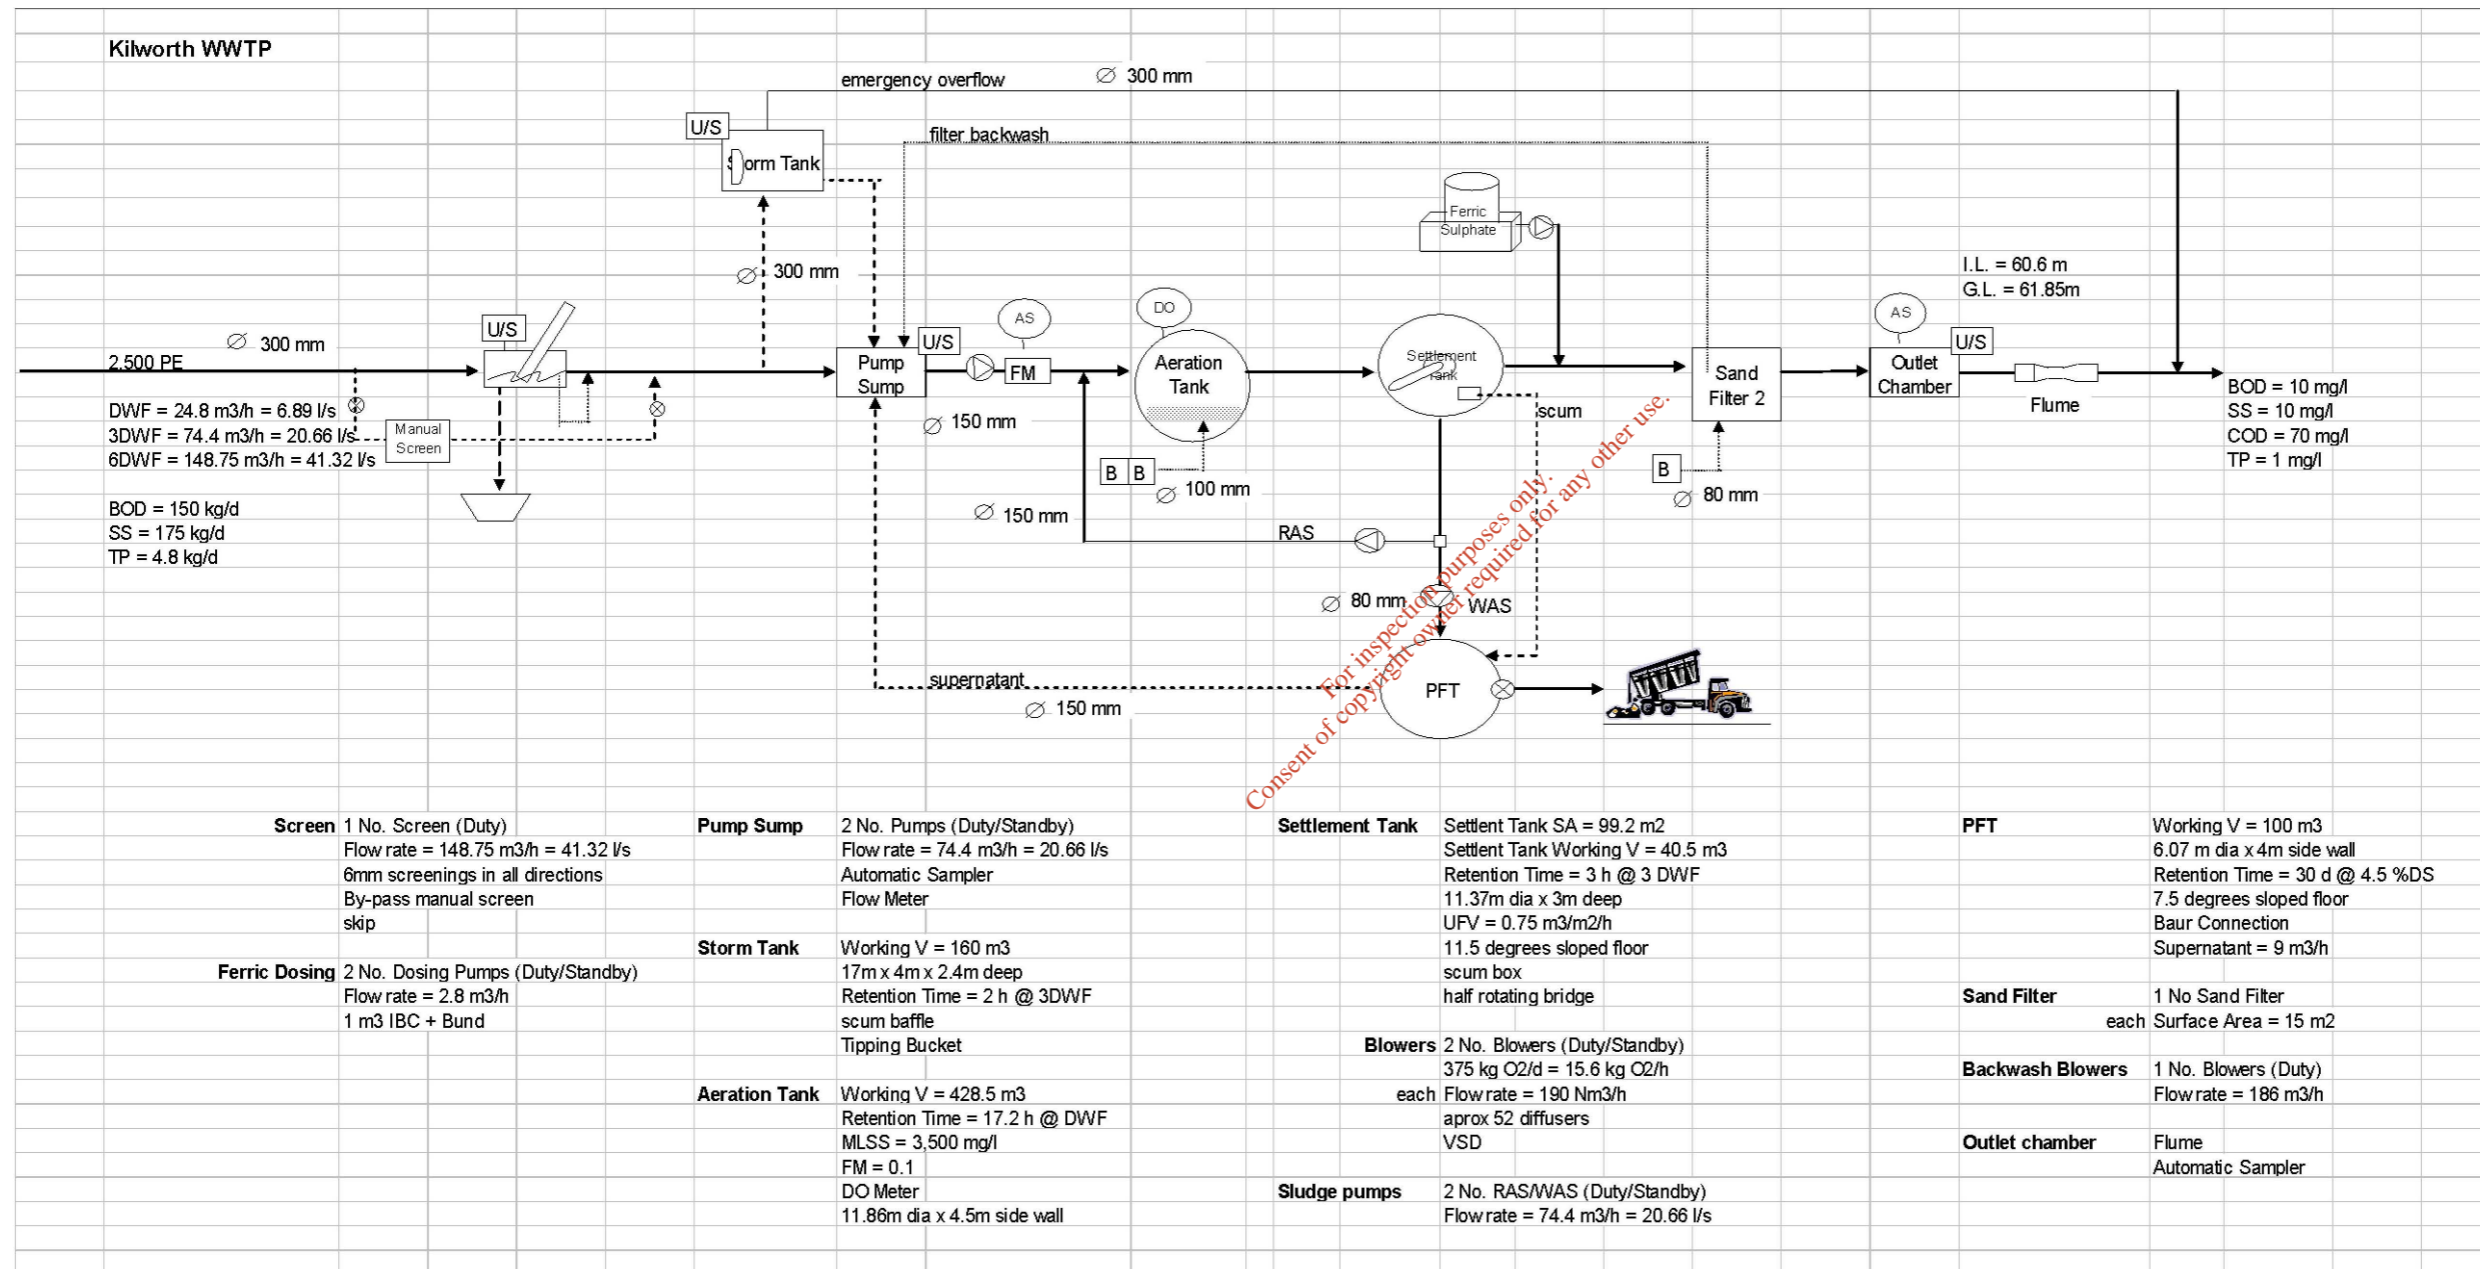 Kilworth WWTP
emergency overflow
∅ 300 mm
U/S
Storm Tank
filter backwash
Ferric
Sulphate
∅ 300 mm
I.L. = 60.6 m
G.L. = 61.85m
U/S
∅ 300 mm
2.500 PE
AS
DO
AS
U/S
U/S
Pump
Sump
FM
Aeration
Tank
Settlement
Tank
Sand
Filter 2
Outlet
Chamber
Flume
BOD = 10 mg/l
SS = 10 mg/l
COD = 70 mg/l
TP = 1 mg/l
DWF = 24.8 m3/h = 6.89 l/s
3DWF = 74.4 m3/h = 20.66 l/s
6DWF = 148.75 m3/h = 41.32 l/s
Manual
Screen
∅ 150 mm
scum
B B
∅ 100 mm
B
∅ 80 mm
BOD = 150 kg/d
SS = 175 kg/d
TP = 4.8 kg/d
∅ 150 mm
RAS
∅ 80 mm
WAS
supernatant
∅ 150 mm
PFT
For inspection purposes only.
Consent of copyright owner required for any other use.
Screen 1 No. Screen (Duty)
Flow rate = 148.75 m3/h = 41.32 l/s
6mm screenings in all directions
By-pass manual screen
skip
Ferric Dosing 2 No. Dosing Pumps (Duty/Standby)
Flow rate = 2.8 m3/h
1 m3 IBC + Bund
Pump Sump 2 No. Pumps (Duty/Standby)
Flow rate = 74.4 m3/h = 20.66 l/s
Automatic Sampler
Flow Meter
Storm Tank Working V = 160 m3
17m x 4m x 2.4m deep
Retention Time = 2 h @ 3DWF
scum baffle
Tipping Bucket
Aeration Tank Working V = 428.5 m3
Retention Time = 17.2 h @ DWF
MLSS = 3,500 mg/l
FM = 0.1
DO Meter
11.86m dia x 4.5m side wall
Settlement Tank Settlent Tank SA = 99.2 m2
Settlent Tank Working V = 40.5 m3
Retention Time = 3 h @ 3 DWF
11.37m dia x 3m deep
UFV = 0.75 m3/m2/h
11.5 degrees sloped floor
scum box
half rotating bridge
Blowers 2 No. Blowers (Duty/Standby)
375 kg O2/d = 15.6 kg O2/h
each Flow rate = 190 Nm3/h
aprox 52 diffusers
VSD
Sludge pumps 2 No. RAS/WAS (Duty/Standby)
Flow rate = 74.4 m3/h = 20.66 l/s
PFT Working V = 100 m3
6.07 m dia x 4m side wall
Retention Time = 30 d @ 4.5 %DS
7.5 degrees sloped floor
Baur Connection
Supernatant = 9 m3/h
Sand Filter 1 No Sand Filter
each Surface Area = 15 m2
Backwash Blowers 1 No. Blowers (Duty)
Flow rate = 186 m3/h
Outlet chamber Flume
Automatic Sampler